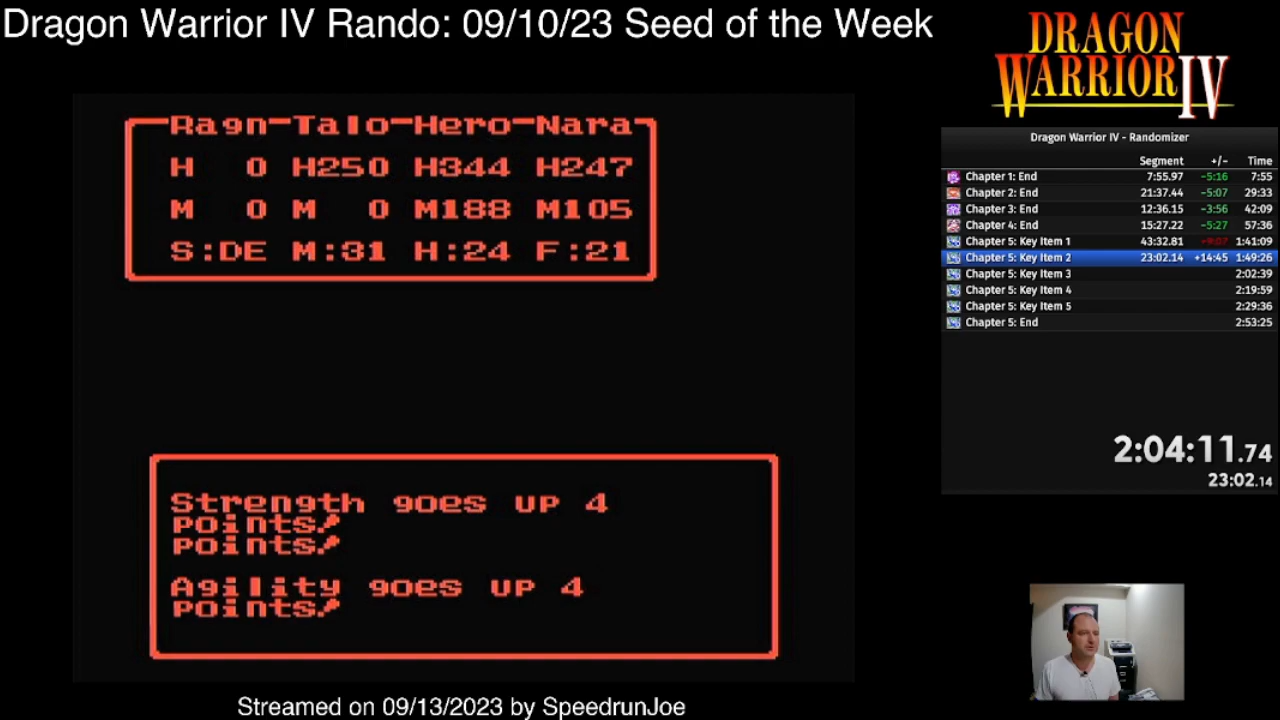 Dragon Warrior IV Rando: 09/10/23 Seed of the Week
DRAGON
WARRIOR IV
Dragon Warrior IV - Randomizer
Segment +/- Time
Chapter 1: End 7:55.97 -5:16 7:55
Chapter 2: End 21:37.44 -5:07 29:33
Chapter 3: End 12:36.15 -3:56 42:09
Chapter 4: End 15:27.22 -5:27 57:36
Chapter 5: Key Item 1 43:32.81 +9:07 1:41:09
Chapter 5: Key Item 2 23:02.14 +14:45 1:49:26
Chapter 5: Key Item 3 2:02:39
Chapter 5: Key Item 4 2:19:59
Chapter 5: Key Item 5 2:29:36
Chapter 5: End 2:53:25
2:04:11.74
23:02.14
Ragn Talo Hero Nara
H 0 H250 H344 H247
M 0 M 0 M188 M105
S:DE M:31 H:24 F:21
Strength goes up 4
points!
points!
Agility goes up 4
points!
Streamed on 09/13/2023 by SpeedrunJoe